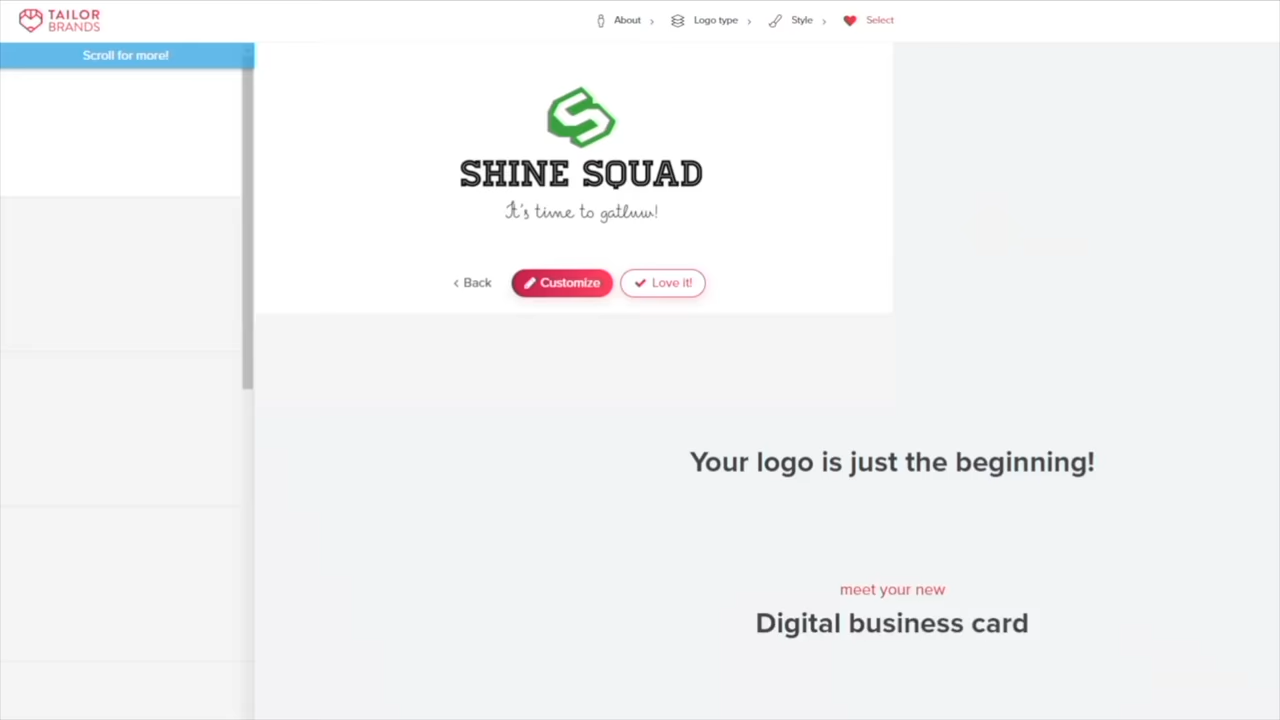 TAILOR
BRANDS
About
Logo type
Style
Select
Scroll for more!
SHINE SQUAD
It's time to gatluw!
Back
Customize
Love it!
Your logo is just the beginning!
meet your new
Digital business card